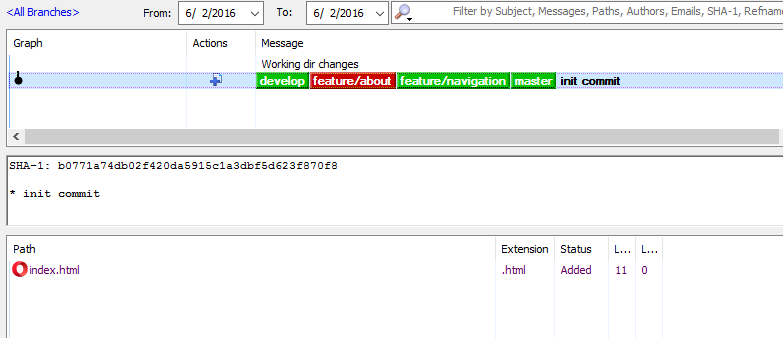 <All Branches> From: 6/ 2/2016 To: 6/ 2/2016 Filter by Subject, Messages, Paths, Authors, Emails, SHA-1, Refname
Graph Actions Message
Working dir changes
develop feature/about feature/navigation master init commit
SHA-1: b0771a74db02f420da5915c1a3dbf5d623f870f8
* init commit
Path Extension Status L... L...
index.html .html Added 11 0